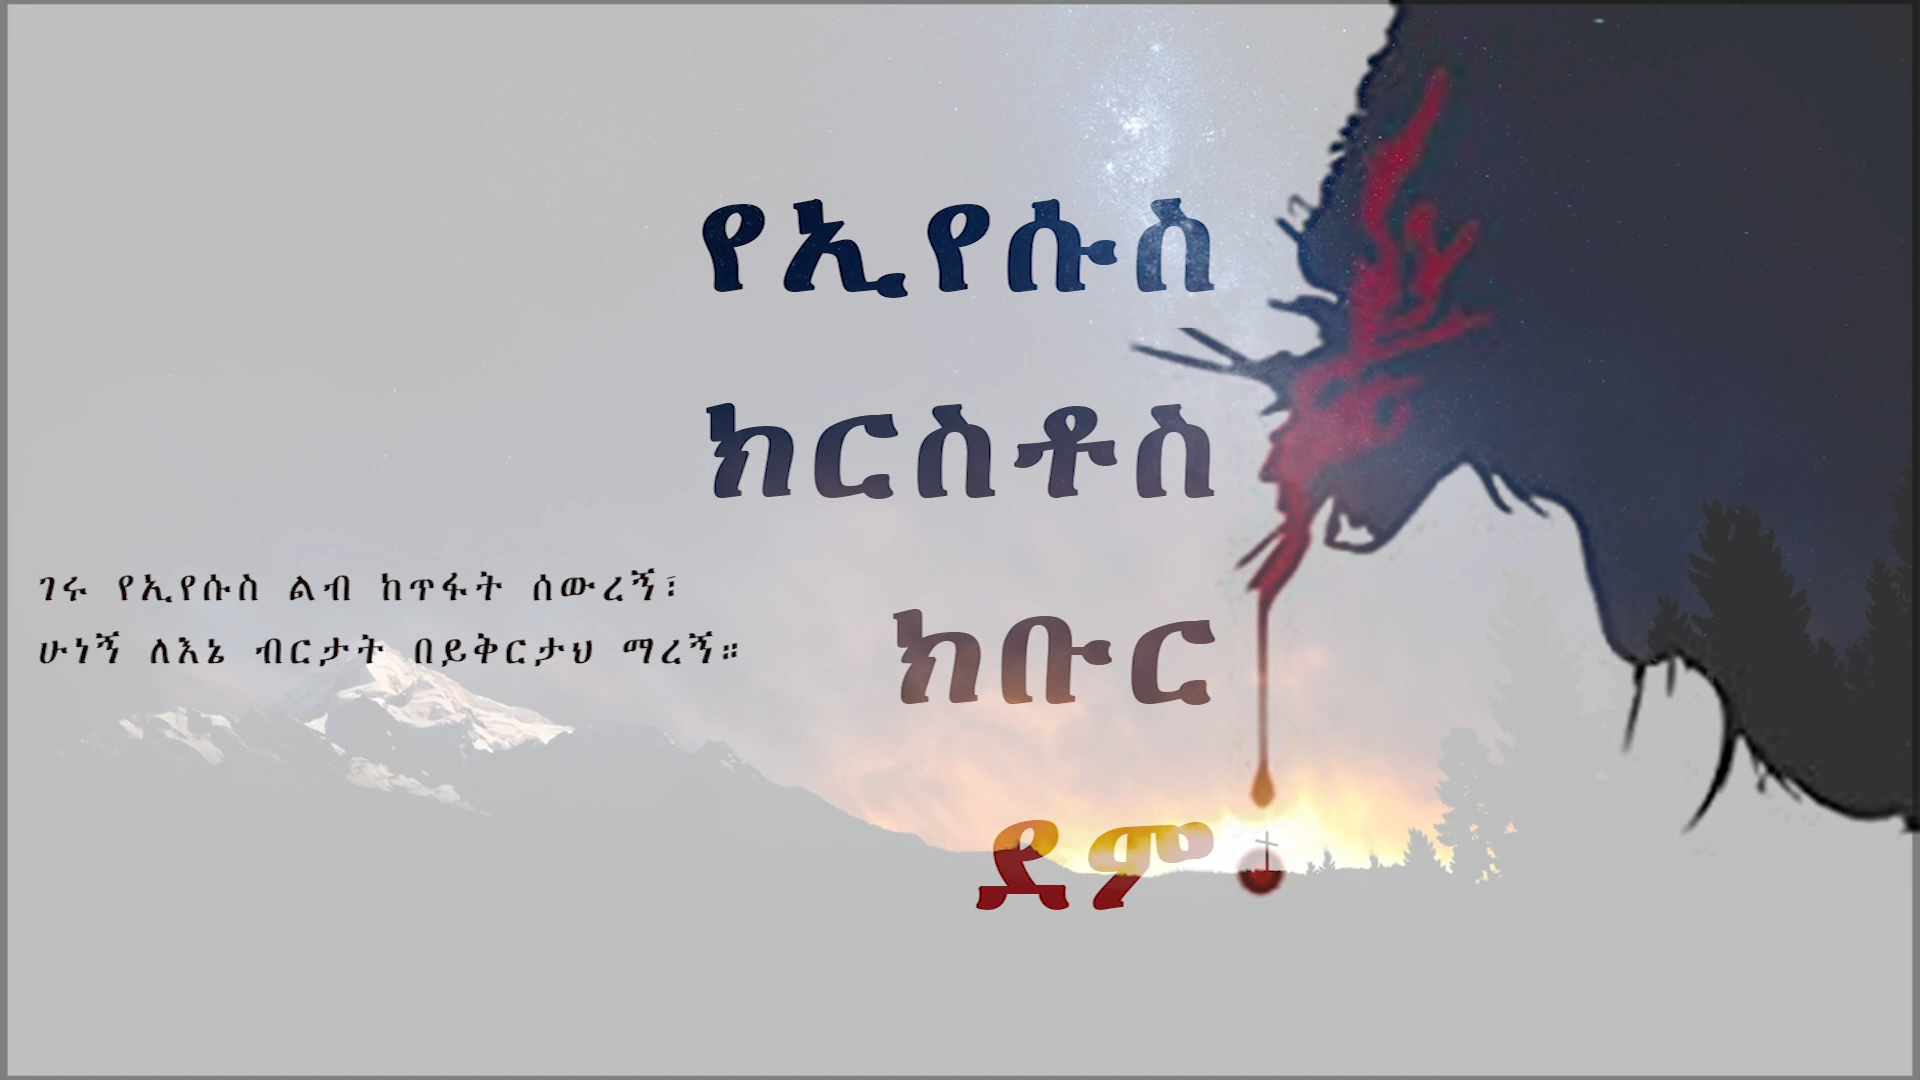 የኢየሱስ
ክርስቶስ
ክቡር
ደም
ገሩ የኢየሱስ ልብ ከጥፋት ሰውረኝ፣
ሁነኝ ለእኔ ብርታት በይቅርታህ ማረኝ።